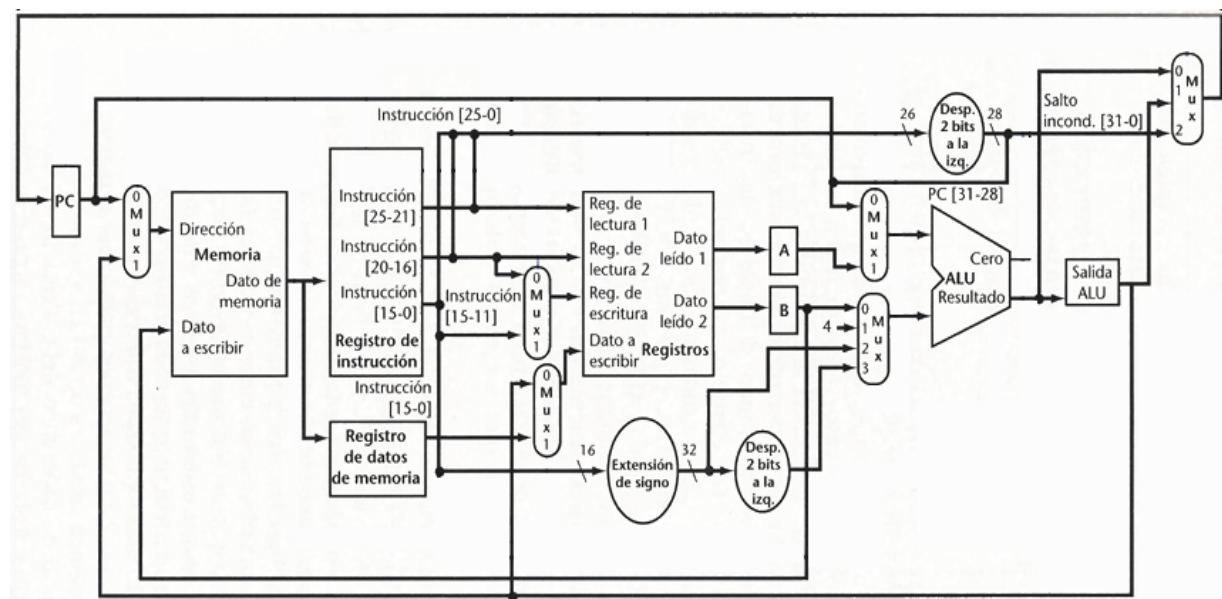 Instrucción [25-0]
26
Desp.
2 bits
a la
izq.
28
Salto
incond. [31-0]
0
1
2
M
u
x
PC
0
M
u
x
1
Dirección
Memoria
Dato de
memoria
Dato
a escribir
Instrucción
[25-21]
Instrucción
[20-16]
Instrucción
[15-0]
Registro de
instrucción
Instrucción
[15-11]
0
M
u
x
1
Reg. de
lectura 1
Reg. de
lectura 2
Reg. de
escritura
Dato a
escribir
Dato
leído 1
Dato
leído 2
Registros
A
B
PC [31-28]
0
M
u
x
1
4
0
1
2
3
M
u
x
Cero
ALU
Resultado
Salida
ALU
Instrucción
[15-0]
0
M
u
x
1
Registro
de datos
de memoria
16
Extensión
de signo
32
Desp.
2 bits
a la
izq.